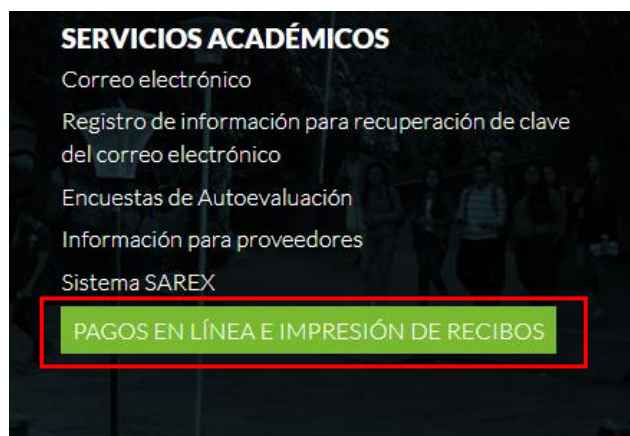 SERVICIOS ACADÉMICOS
Correo electrónico
Registro de información para recuperación de clave
del correo electrónico
Encuestas de Autoevaluación
Información para proveedores
Sistema SAREX
PAGOS EN LÍNEA E IMPRESIÓN DE RECIBOS